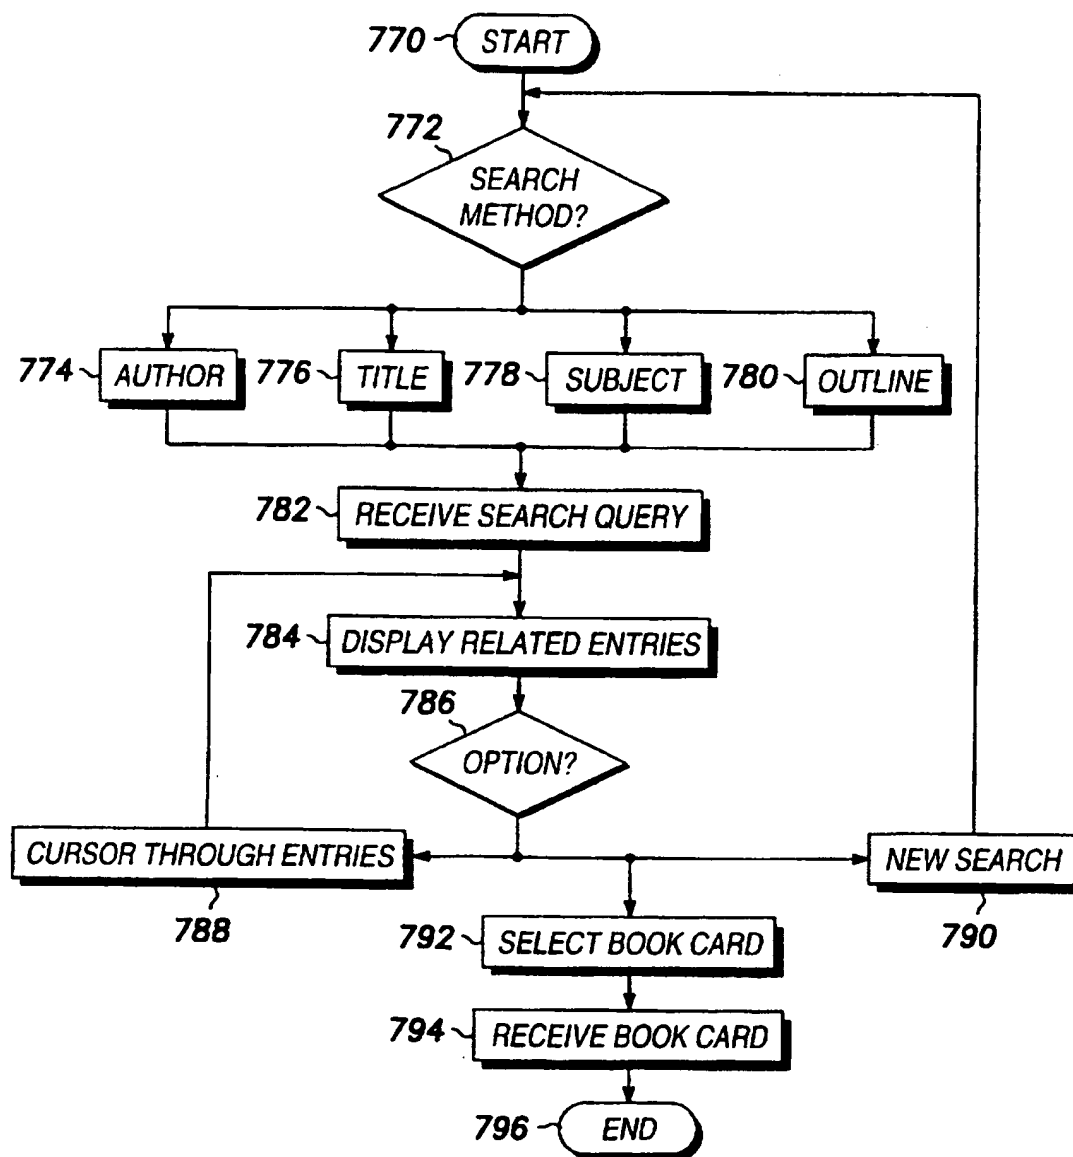 770 START
772
SEARCH
METHOD?
774 AUTHOR 776 TITLE 778 SUBJECT 780 OUTLINE
782 RECEIVE SEARCH QUERY
784 DISPLAY RELATED ENTRIES
786
OPTION?
CURSOR THROUGH ENTRIES NEW SEARCH
788 790
792 SELECT BOOK CARD
794 RECEIVE BOOK CARD
796 END